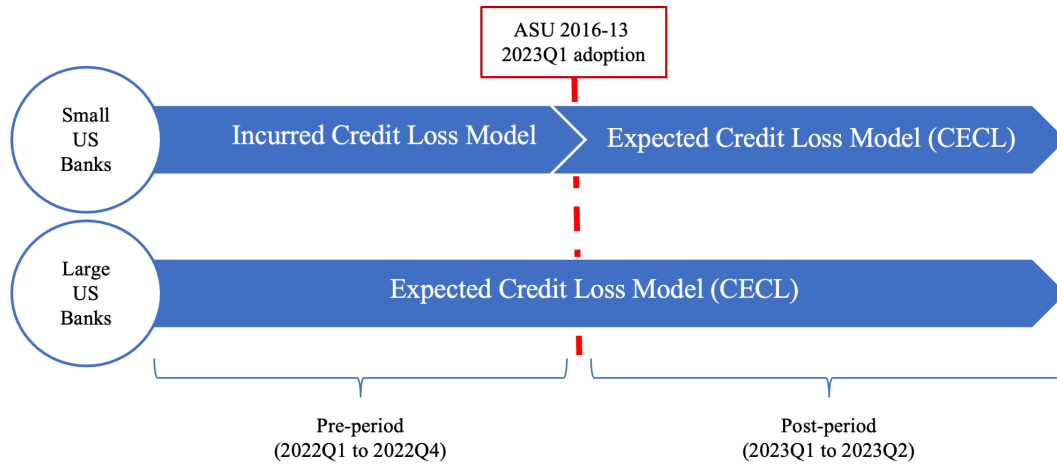 ASU 2016-13
2023Q1 adoption
Small
US
Banks
Incurred Credit Loss Model
Expected Credit Loss Model (CECL)
Large
US
Banks
Expected Credit Loss Model (CECL)
Pre-period
(2022Q1 to 2022Q4)
Post-period
(2023Q1 to 2023Q2)